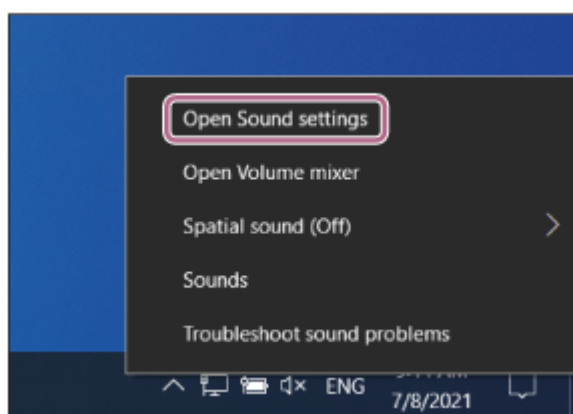 Open Sound settings
Open Volume mixer
Spatial sound (Off)
Sounds
Troubleshoot sound problems
ENG
7/8/2021